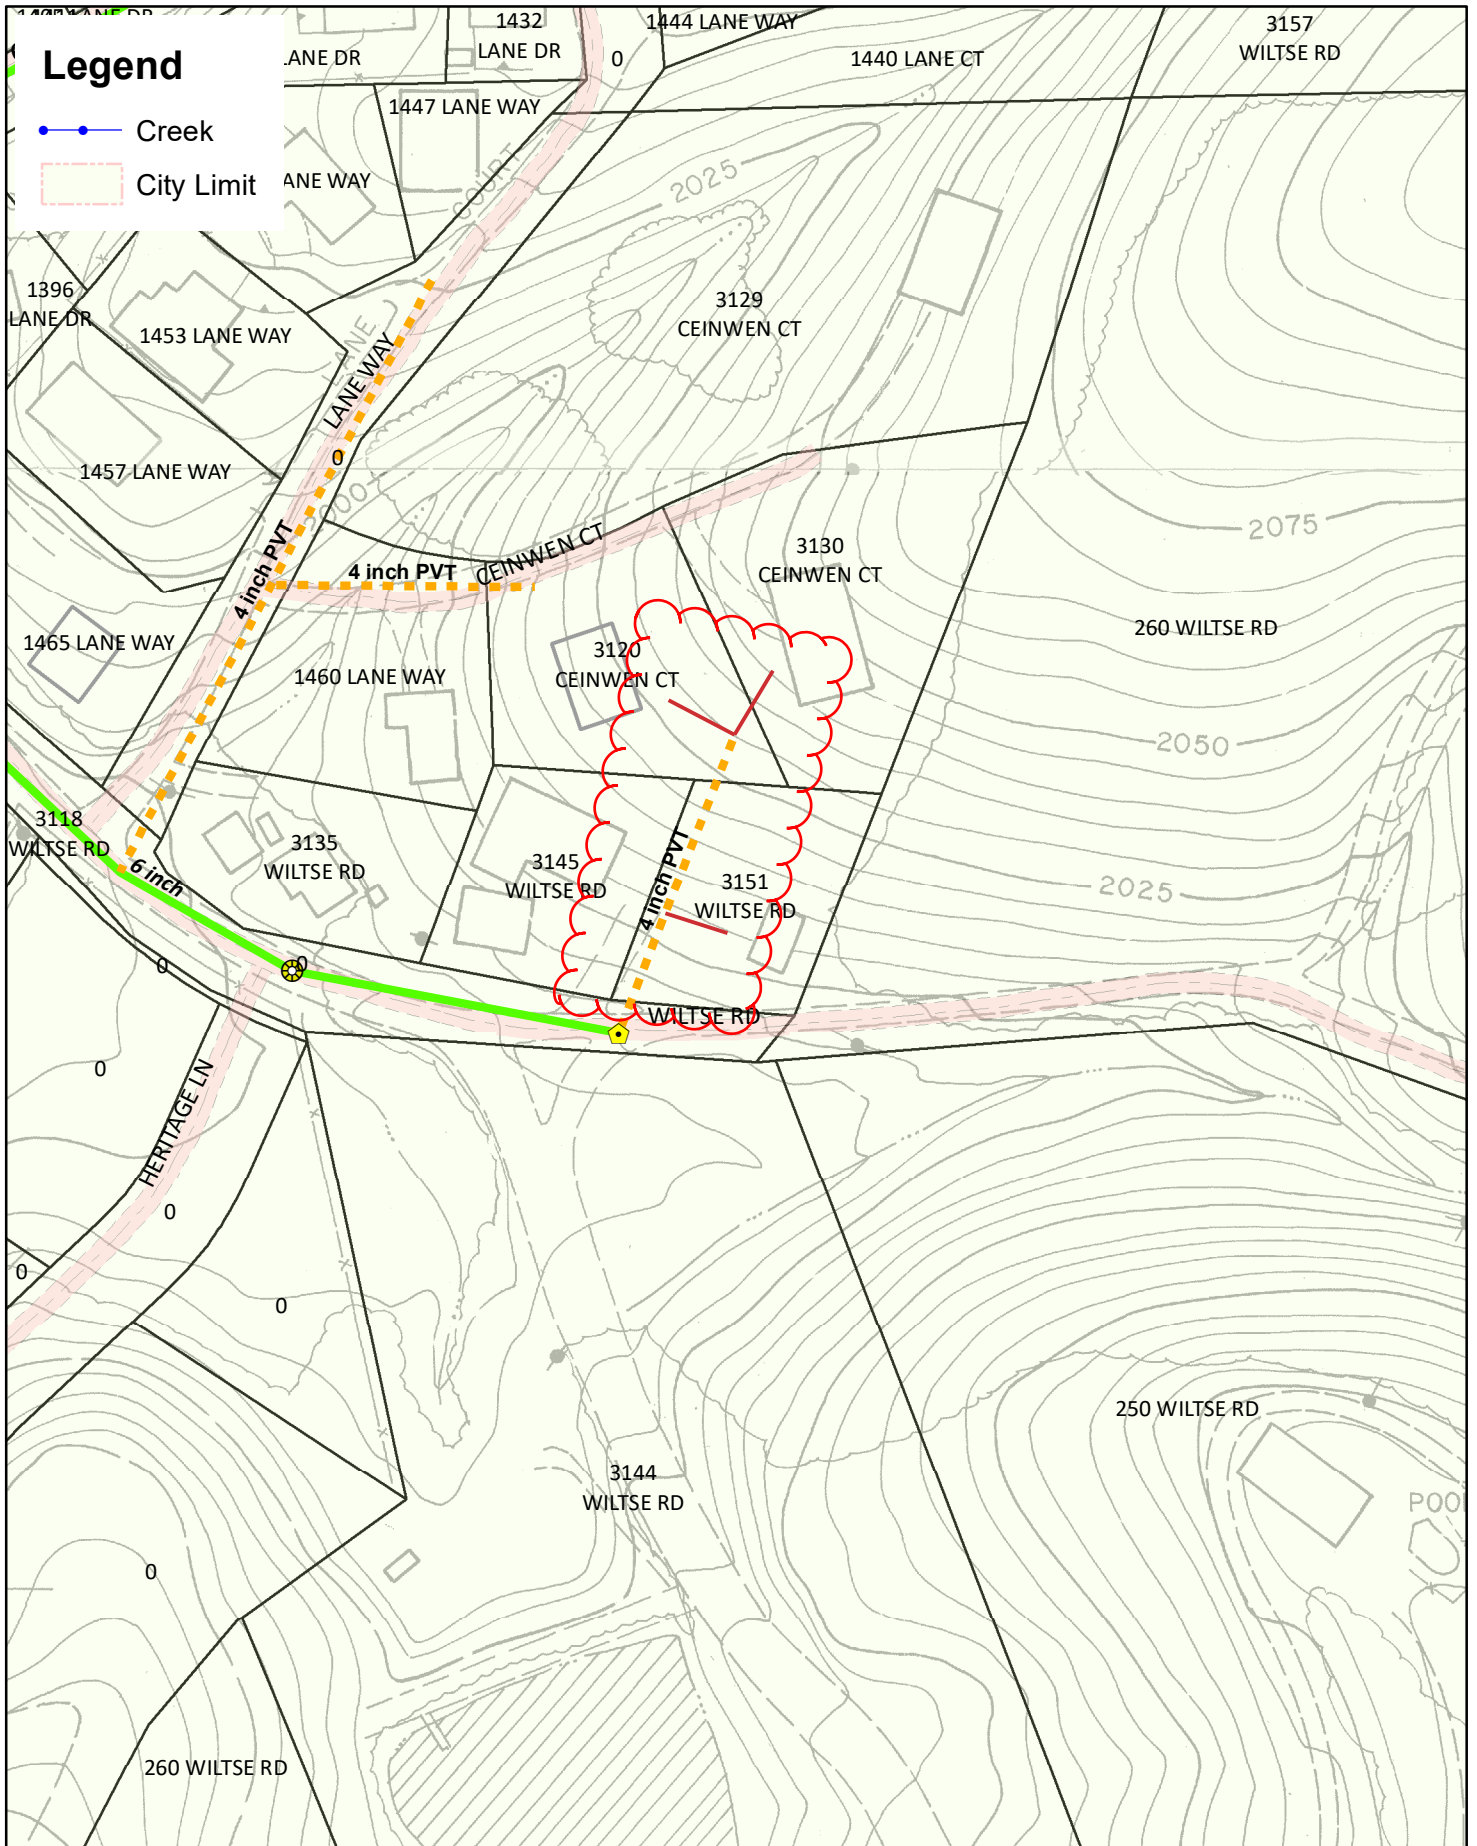 1432
LANE DR
1444 LANE WAY
0
1440 LANE CT
3157
WILTSE RD
Legend
Creek
City Limit
LANE DR
1447 LANE WAY
ANE WAY
COURT
2025
1396
LANE DR
1453 LANE WAY
3129
CEINWEN CT
LANE
LANE WAY
0
1457 LANE WAY
2075
4 inch PVT
4 inch PVT
CEINWEN CT
3130
CEINWEN CT
1465 LANE WAY
1460 LANE WAY
3120
CEINWEN CT
260 WILTSE RD
2050
3118
WILTSE RD
6 inch
3135
WILTSE RD
3145
WILTSE RD
4 inch PVT
3151
WILTSE RD
2025
0
0
WILTSE RD
0
HERITAGE LN
0
0
0
250 WILTSE RD
3144
WILTSE RD
POO
0
260 WILTSE RD